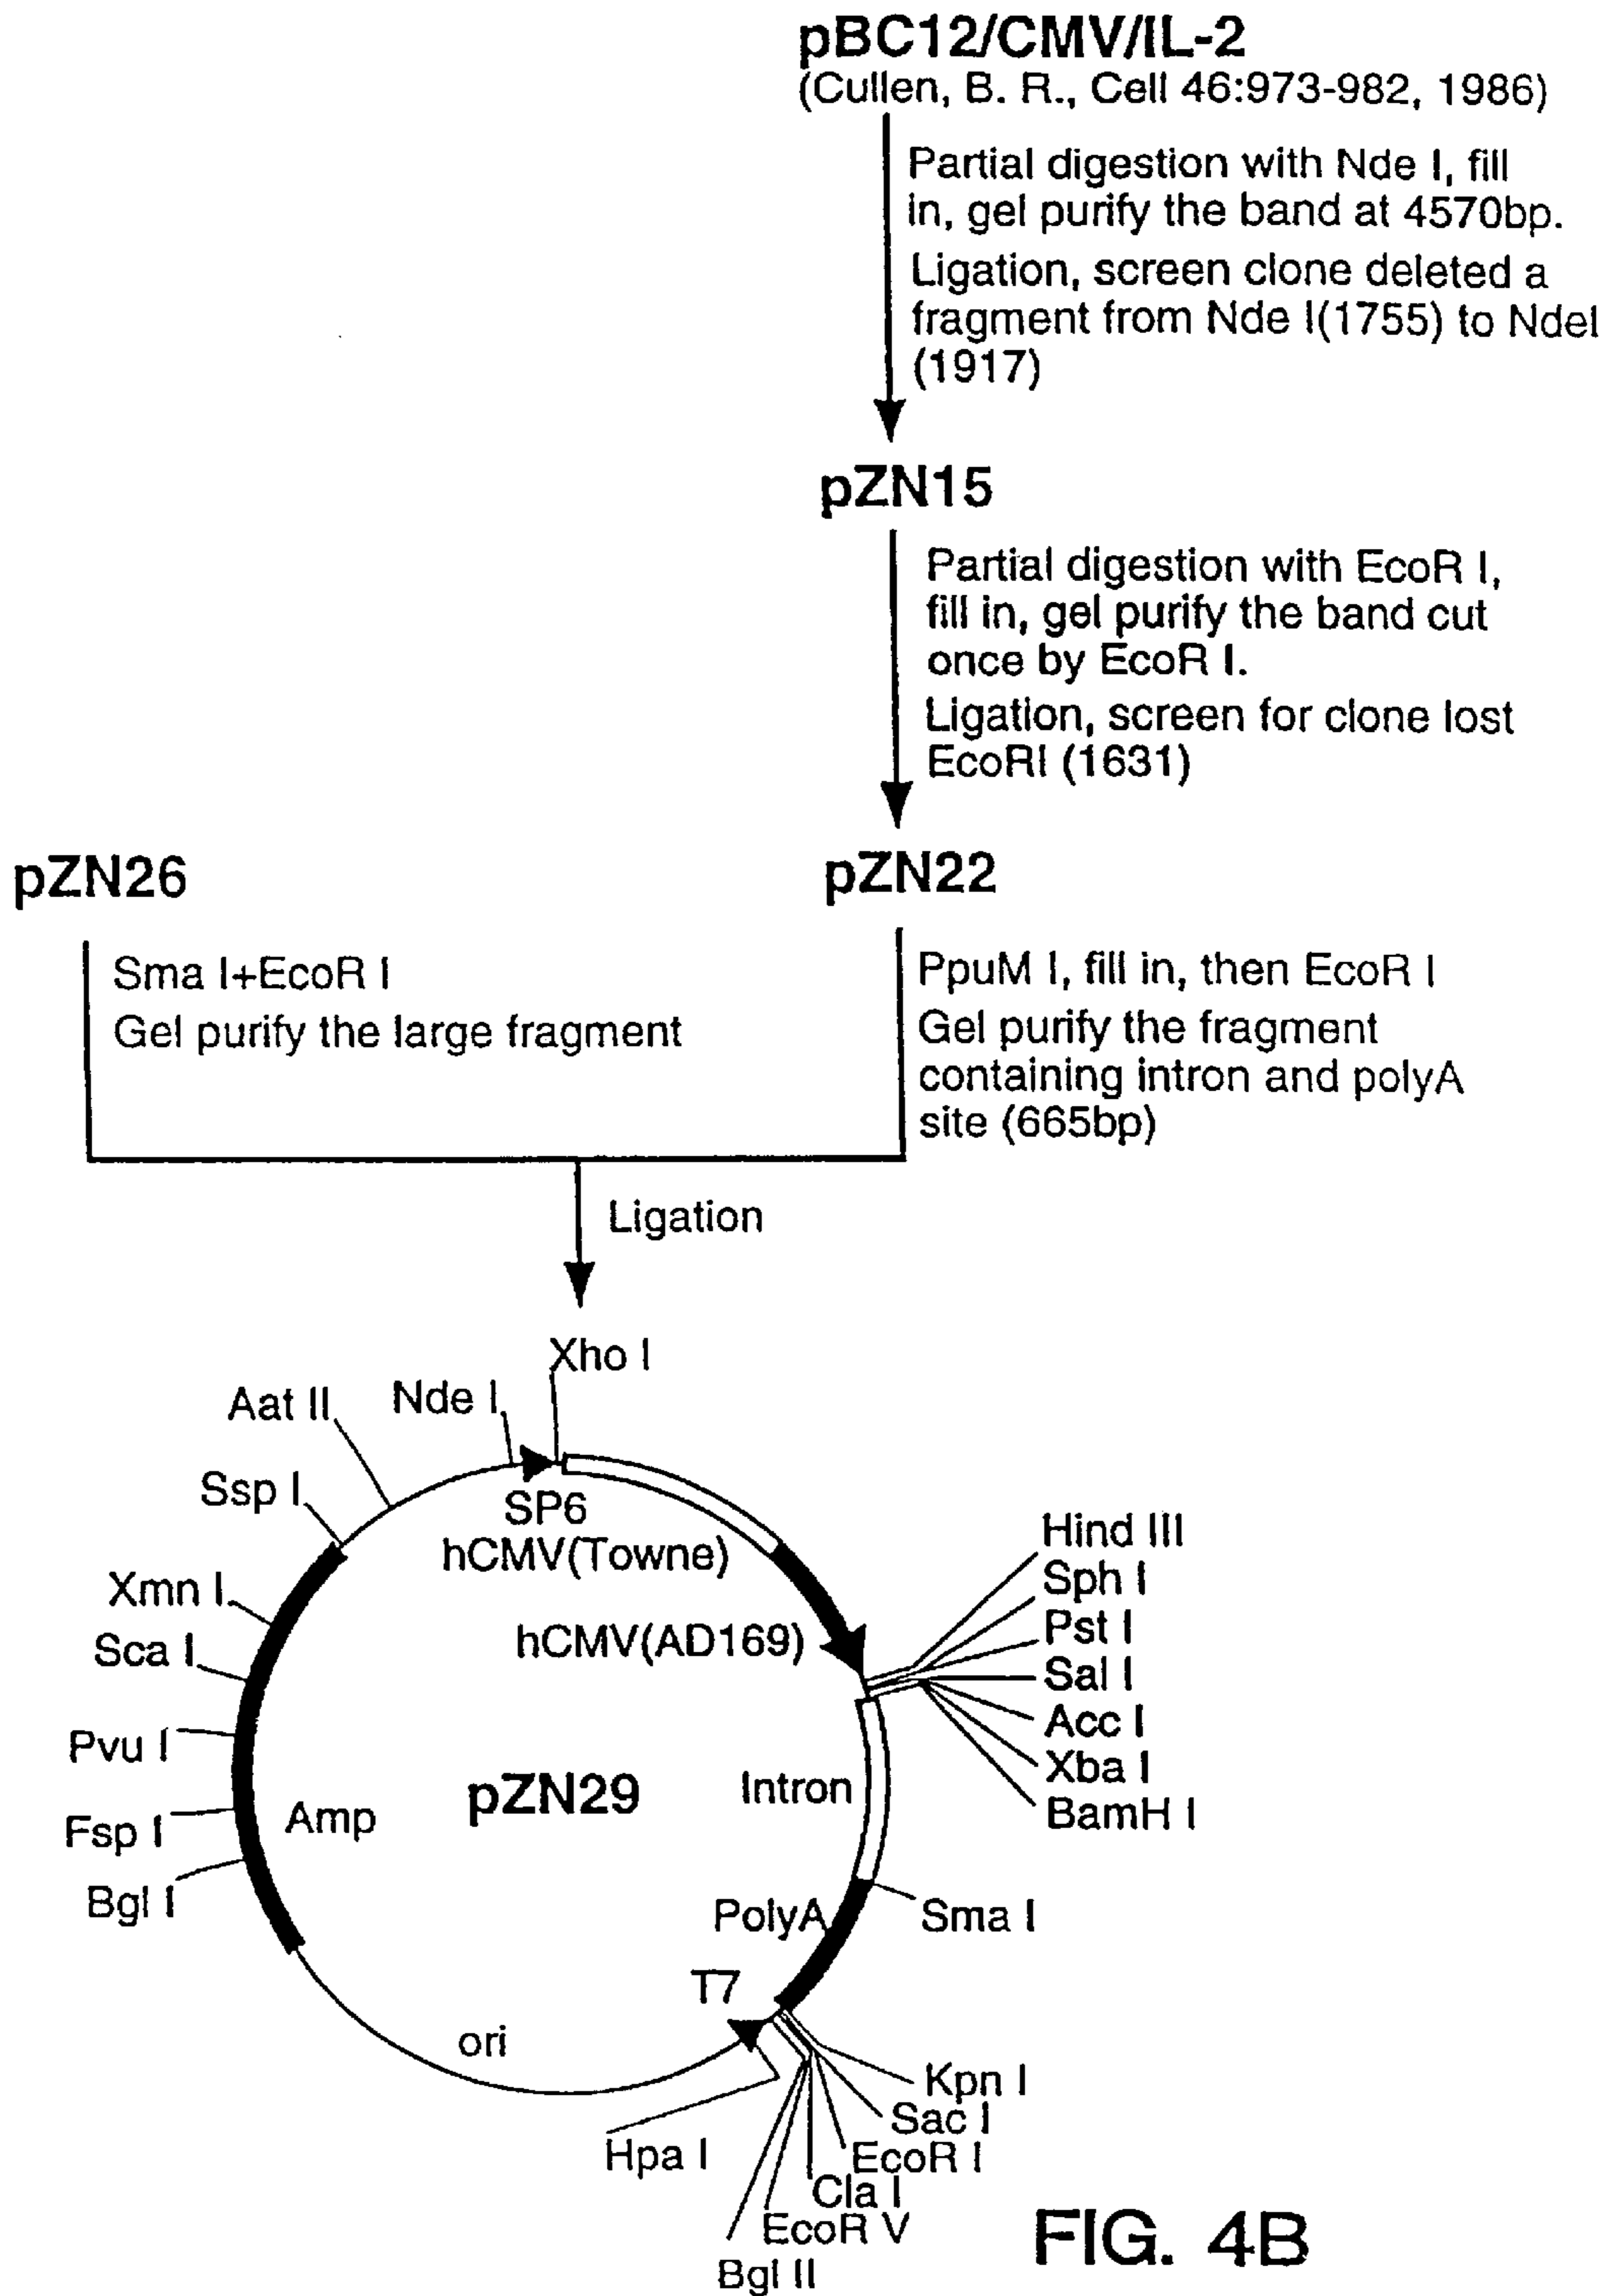 pBC12/CMV/IL-2
(Cullen, B. R., Cell 46:973-982, 1986)
Partial digestion with Nde I, fill
in, gel purify the band at 4570bp.
Ligation, screen clone deleted a
fragment from Nde I(1755) to NdeI
(1917)
pZN15
Partial digestion with EcoR I,
fill in, gel purify the band cut
once by EcoR I.
Ligation, screen for clone lost
EcoRI (1631)
pZN26
pZN22
Sma I+EcoR I
Gel purify the large fragment
PpuM I, fill in, then EcoR I
Gel purify the fragment
containing intron and polyA
site (665bp)
Ligation
Xho I
Nde I
Aat II
Ssp I
Xmn I
Sca I
Pvu I
Fsp I
Bgl I
SP6
hCMV(Towne)
hCMV(AD169)
Hind III
Sph I
Pst I
Sal I
Acc I
Xba I
BamH I
pZN29
Intron
Amp
PolyA
Sma I
T7
ori
Kpn I
Sac I
EcoR I
Cla I
EcoR V
Bgl II
Hpa I
FIG. 4B